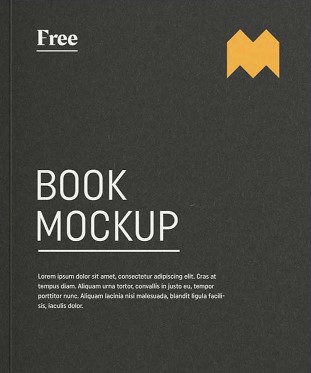 Free
BOOK
MOCKUP
Lorem ipsum dolor sit amet, consectetur adipiscing elit. Cras at
tempus diam. Aliquam urna tortor, convallis in justo eu, tempor
porttitor nunc. Aliquam lacinia nisi malesuada, blandit ligula facili-
sis, iaculis dolor.